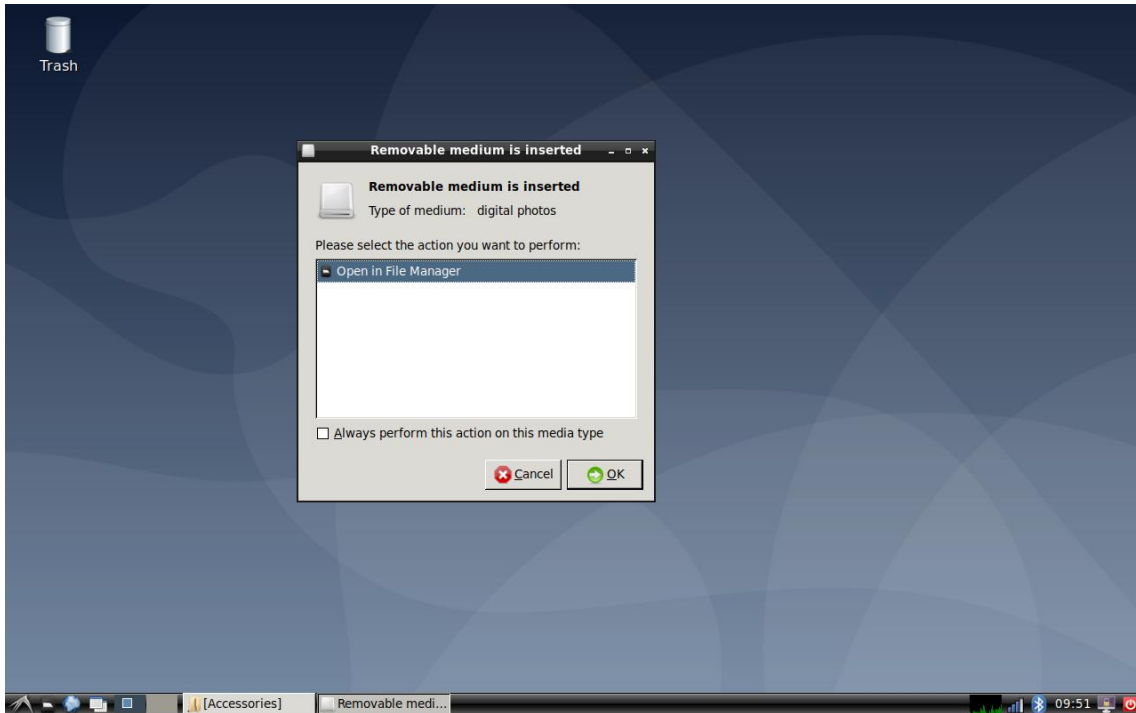 Trash
Removable medium is inserted
Removable medium is inserted
Type of medium: digital photos
Please select the action you want to perform:
Open in File Manager
Always perform this action on this media type
Cancel
OK
[Accessories]
Removable medi...
09:51